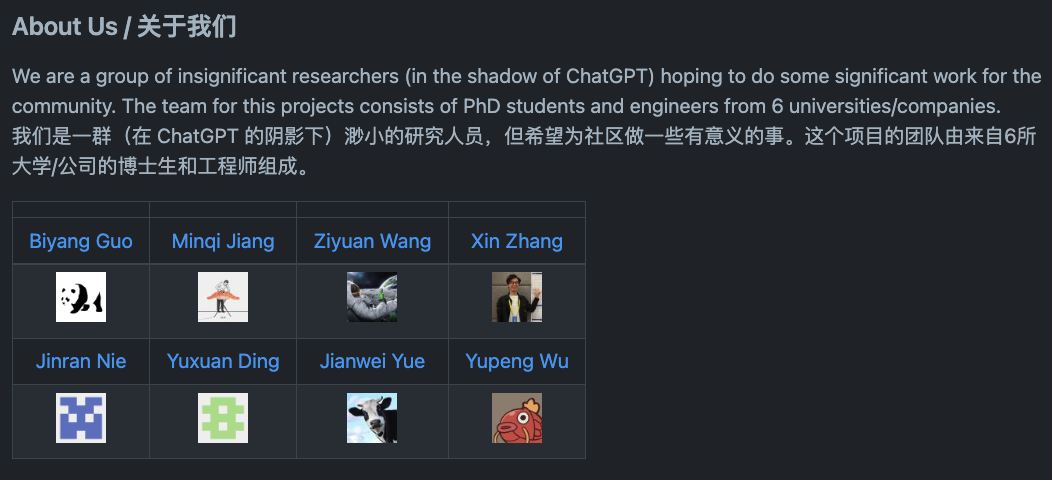 About Us / 关于我们
We are a group of insignificant researchers (in the shadow of ChatGPT) hoping to do some significant work for the
community. The team for this projects consists of PhD students and engineers from 6 universities/companies.
我们是一群（在 ChatGPT 的阴影下）渺小的研究人员，但希望为社区做一些有意义的事。这个项目的团队由来自6所
大学/公司的博士生和工程师组成。
Biyang Guo Minqi Jiang Ziyuan Wang Xin Zhang
Jinran Nie Yuxuan Ding Jianwei Yue Yupeng Wu